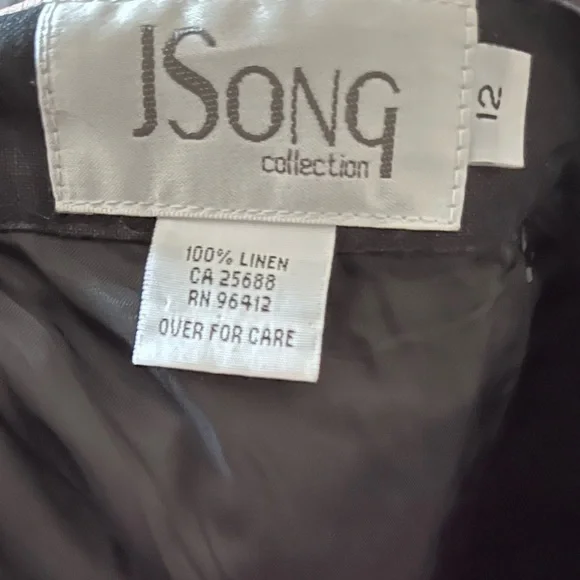 JSONG
collection
12
100% LINEN
CA 25688
RN 96412
OVER FOR CARE